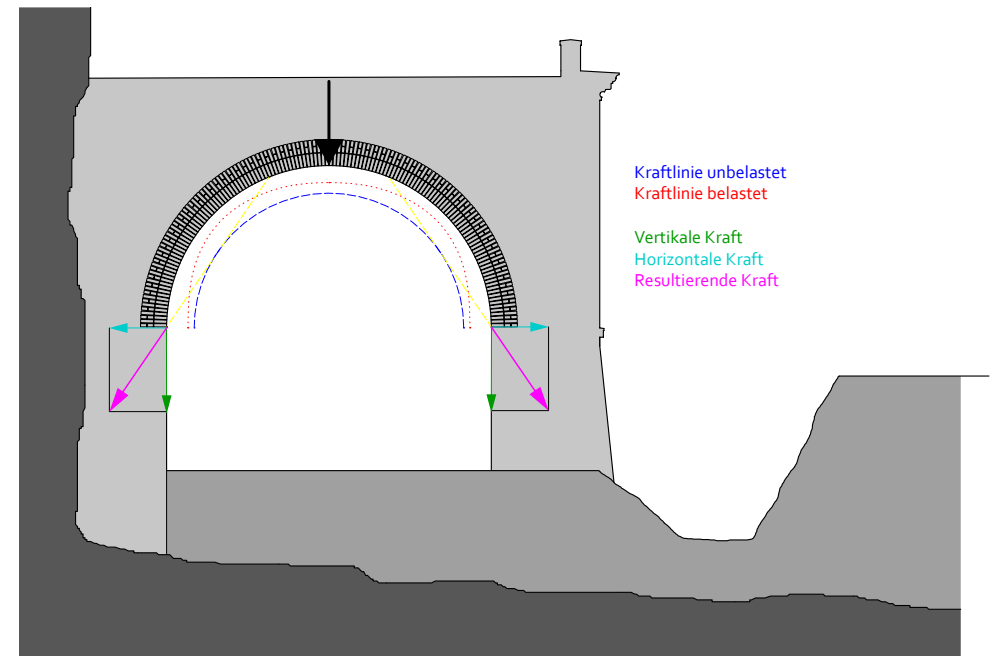 Kraftlinie unbelastet
Kraftlinie belastet
Vertikale Kraft
Horizontale Kraft
Resultierende Kraft